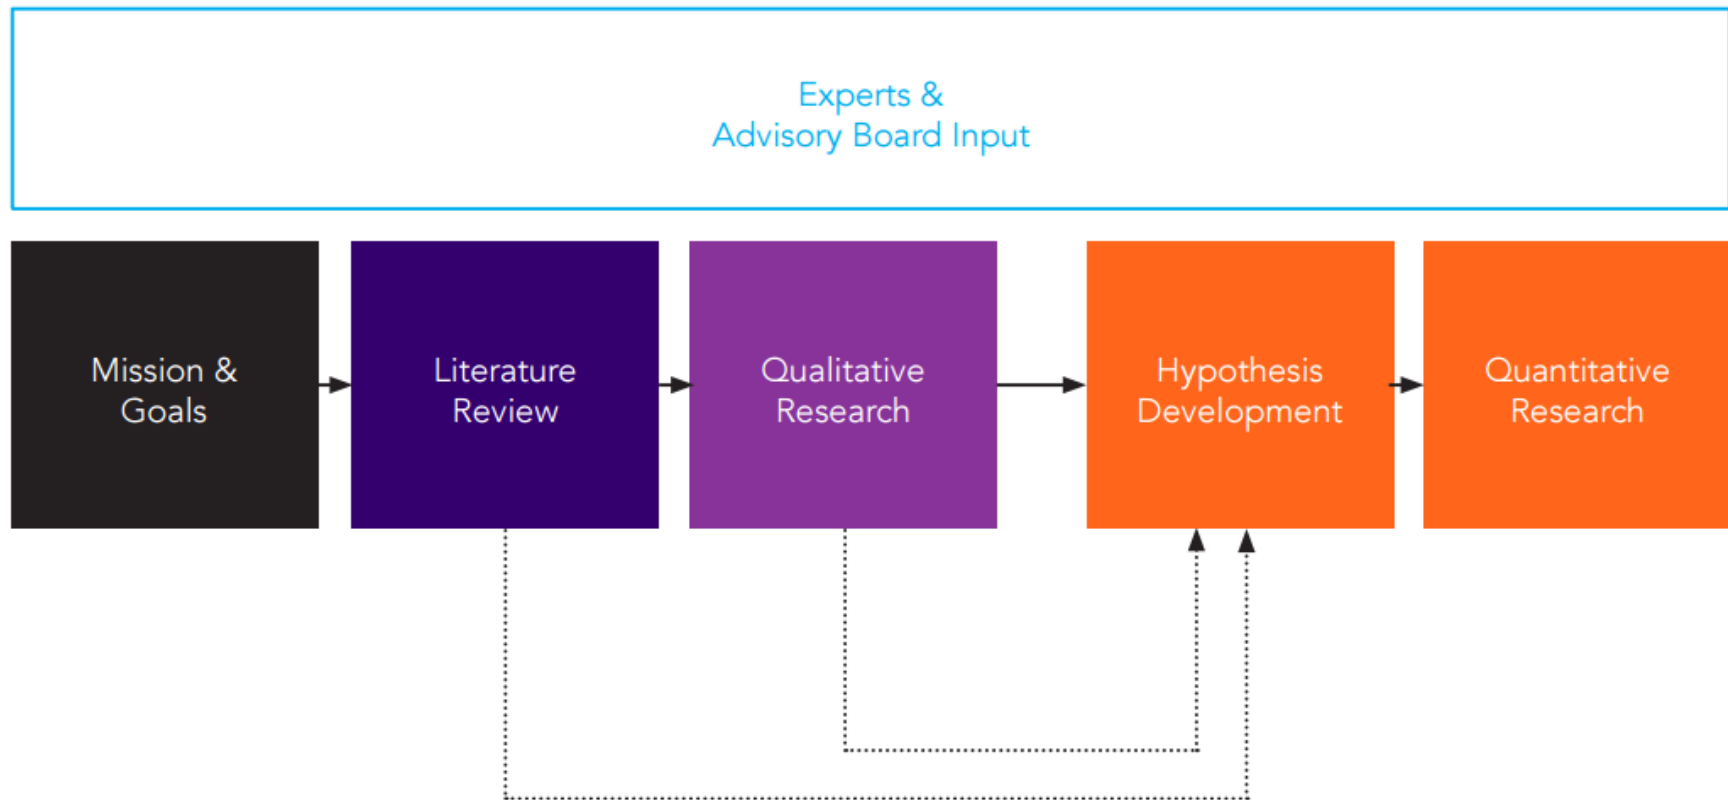 Experts &
Advisory Board Input
Mission &
Goals
Literature
Review
Qualitative
Research
Hypothesis
Development
Quantitative
Research